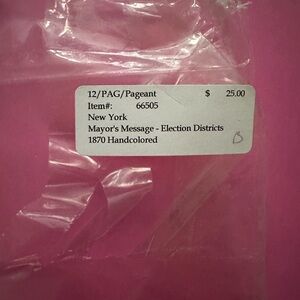 12/PAG/Pageant $ 25.00
Item#: 66505
New York
Mayor's Message - Election Districts
1870 Handcolored